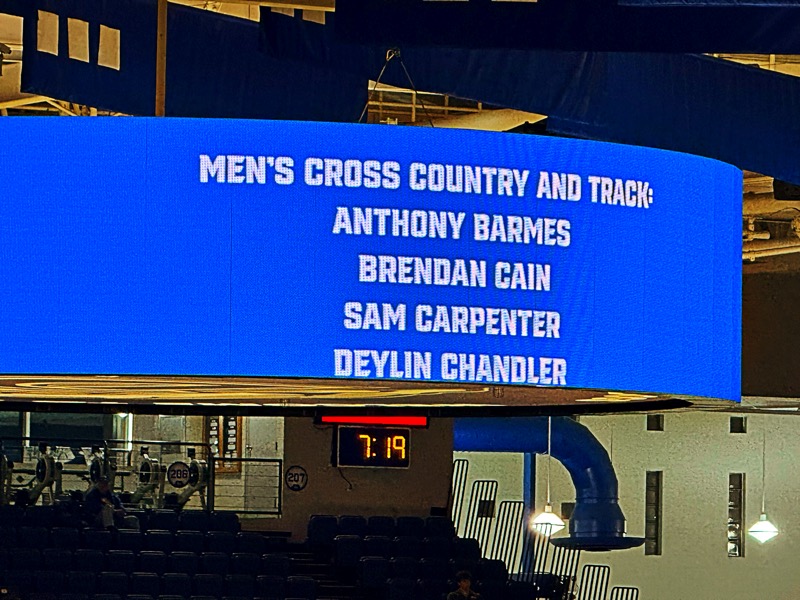 MEN'S CROSS COUNTRY AND TRACK:
ANTHONY BARMES
BRENDAN CAIN
SAM CARPENTER
DEYLIN CHANDLER
7:19
206
207